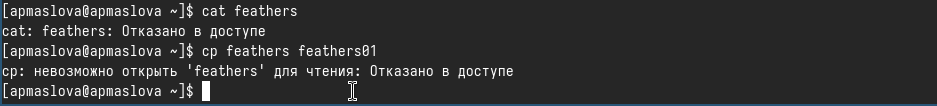 [apmaslova@apmaslova ~]$ cat feathers
cat: feathers: Отказано в доступе
[apmaslova@apmaslova ~]$ cp feathers feathers01
cp: невозможно открыть 'feathers' для чтения: Отказано в доступе
[apmaslova@apmaslova ~]$